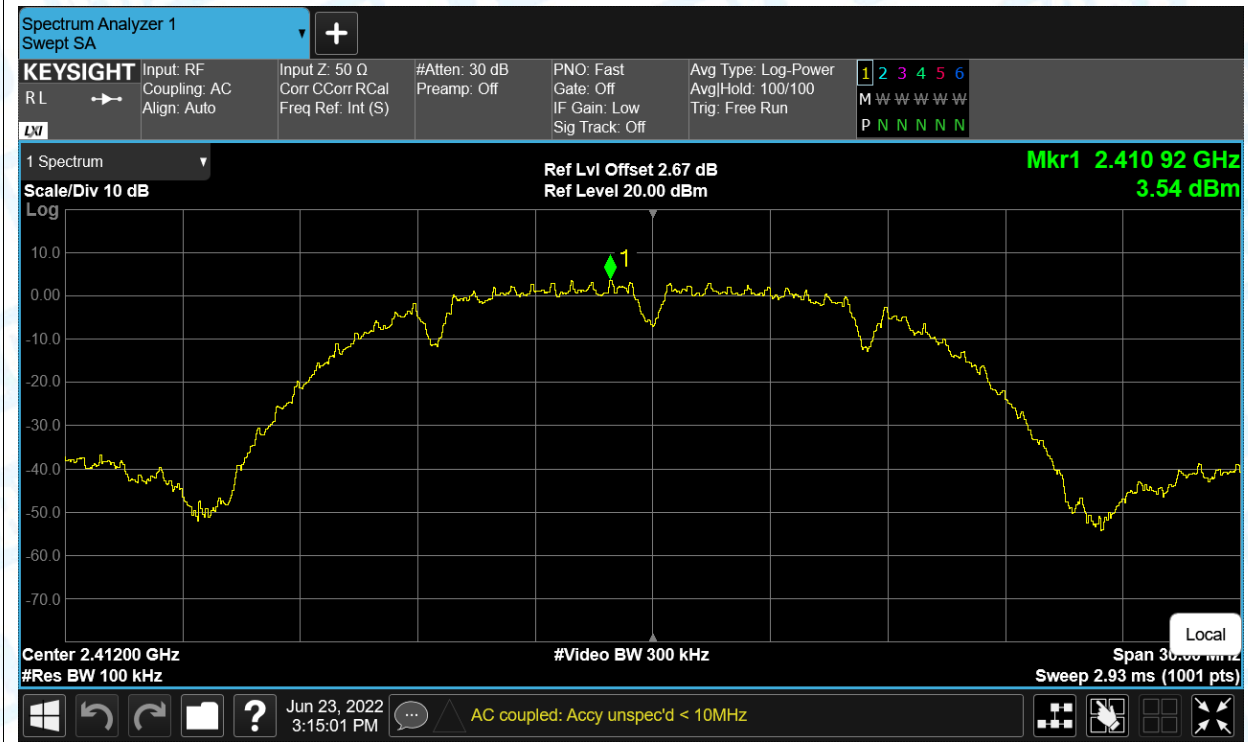 Spectrum Analyzer 1
Swept SA
KEYSIGHT
R L
LXI
Input: RF
Coupling: AC
Align: Auto
Input Z: 50 Ω
Corr CCorr RCal
Freq Ref: Int (S)
#Atten: 30 dB
Preamp: Off
PNO: Fast
Gate: Off
IF Gain: Low
Sig Track: Off
Avg Type: Log-Power
Avg|Hold: 100/100
Trig: Free Run
1 2 3 4 5 6
M W W W W W
P N N N N N
1 Spectrum
Scale/Div 10 dB
Log
Ref Lvl Offset 2.67 dB
Ref Level 20.00 dBm
Mkr1 2.410 92 GHz
3.54 dBm
1
10.0
0.00
-10.0
-20.0
-30.0
-40.0
-50.0
-60.0
-70.0
Local
Center 2.41200 GHz
#Res BW 100 kHz
#Video BW 300 kHz
Span 30.00 MHz
Sweep 2.93 ms (1001 pts)
?
Jun 23, 2022
3:15:01 PM
AC coupled: Accy unspec'd < 10MHz